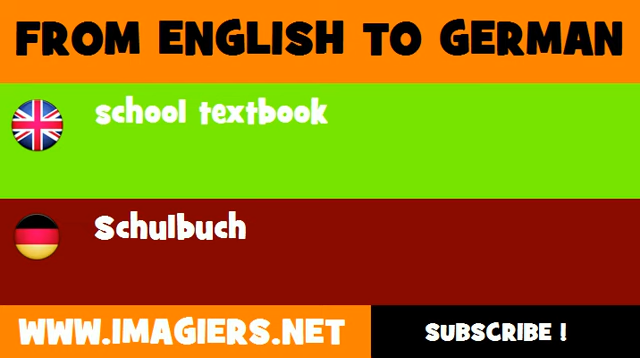 FROM ENGLISH TO GERMAN
school textbook
Schulbuch
WWW.IMAGIERS.NET
SUBSCRIBE !